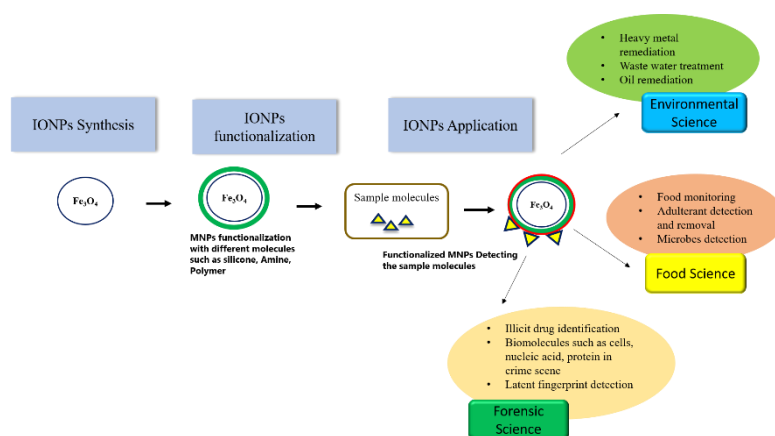 IONPs Synthesis
IONPs
functionalization
IONPs Application
Fe₃O₄
Fe₃O₄
MNPs functionalization
with different molecules
such as silicone, Amine,
Polymer
Sample molecules
Functionalized MNPs Detecting
the sample molecules
Fe₃O₄
• Heavy metal
remediation
• Waste water treatment
• Oil remediation
Environmental
Science
• Food monitoring
• Adulterant detection
and removal
• Microbes detection
Food Science
• Illicit drug identification
• Biomolecules such as cells,
nucleic acid, protein in
crime scene
• Latent fingerprint detection
Forensic
Science